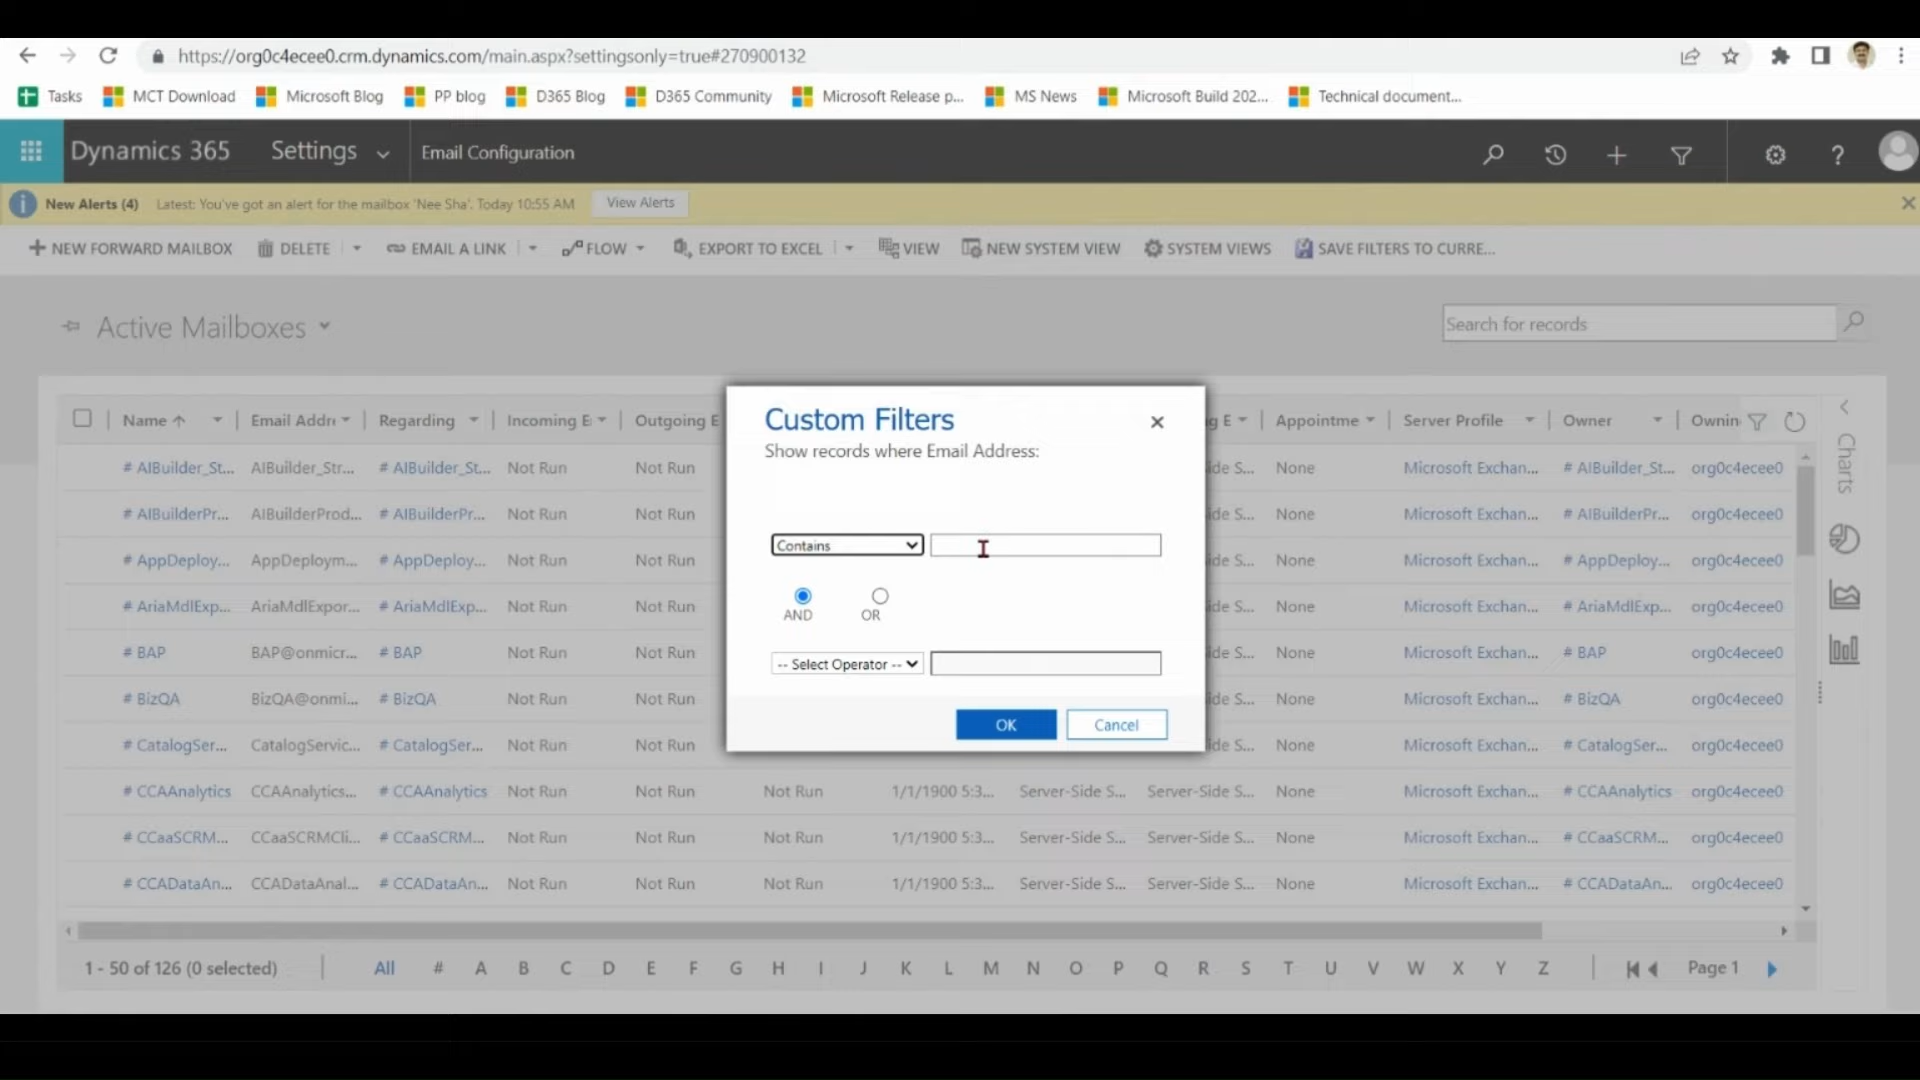 https://org0c4ecee0.crm.dynamics.com/main.aspx?settingsonly=true#270900132
Tasks MCT Download Microsoft Blog PP blog D365 Blog D365 Community Microsoft Release p... MS News Microsoft Build 202... Technical document...
Dynamics 365 Settings Email Configuration
New Alerts (4) Latest: You've got an alert for the mailbox 'Nee Sha'. Today 10:55 AM View Alerts
NEW FORWARD MAILBOX DELETE EMAIL A LINK FLOW EXPORT TO EXCEL VIEW NEW SYSTEM VIEW SYSTEM VIEWS SAVE FILTERS TO CURRE...
Active Mailboxes
Search for records
Custom Filters
Show records where Email Address:
Contains
AND OR
-- Select Operator --
OK Cancel
Name Email Addr Regarding Incoming E Outgoing E g E Appointme Server Profile Owner Ownin
# AIBuilder_St... AIBuilder_Str... # AIBuilder_St... Not Run Not Run ide S... None Microsoft Exchan... # AIBuilder_St... org0c4ecee0
# AIBuilderPr... AIBuilderProd... # AIBuilderPr... Not Run Not Run ide S... None Microsoft Exchan... # AIBuilderPr... org0c4ecee0
# AppDeploy... AppDeploym... # AppDeploy... Not Run Not Run ide S... None Microsoft Exchan... # AppDeploy... org0c4ecee0
# AriaMdlExp... AriaMdlExpor... # AriaMdlExp... Not Run Not Run ide S... None Microsoft Exchan... # AriaMdlExp... org0c4ecee0
# BAP BAP@onmicr... # BAP Not Run Not Run ide S... None Microsoft Exchan... # BAP org0c4ecee0
# BizQA BizQA@onmi... # BizQA Not Run Not Run ide S... None Microsoft Exchan... # BizQA org0c4ecee0
# CatalogSer... CatalogServic... # CatalogSer... Not Run Not Run ide S... None Microsoft Exchan... # CatalogSer... org0c4ecee0
# CCAAnalytics CCAAnalytics... # CCAAnalytics Not Run Not Run Not Run 1/1/1900 5:3... Server-Side S... Server-Side S... None Microsoft Exchan... # CCAAnalytics org0c4ecee0
# CCaaSCRM... CCaaSCRMCli... # CCaaSCRM... Not Run Not Run Not Run 1/1/1900 5:3... Server-Side S... Server-Side S... None Microsoft Exchan... # CCaaSCRM... org0c4ecee0
# CCADataAn... CCADataAnal... # CCADataAn... Not Run Not Run Not Run 1/1/1900 5:3... Server-Side S... Server-Side S... None Microsoft Exchan... # CCADataAn... org0c4ecee0
Charts
1 - 50 of 126 (0 selected) All # A B C D E F G H I J K L M N O P Q R S T U V W X Y Z Page 1